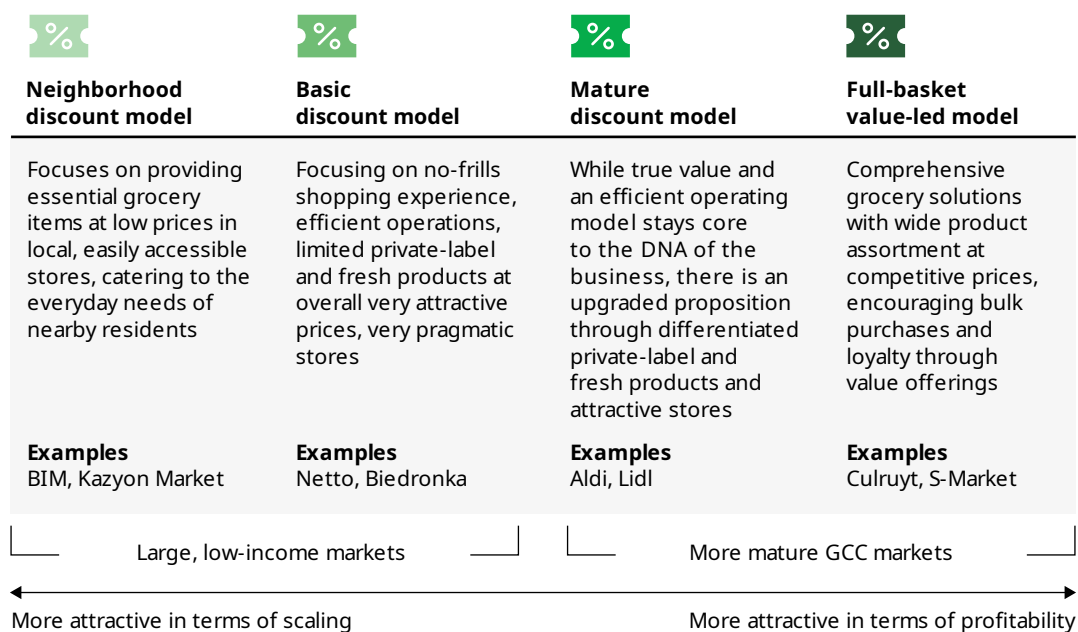 Neighborhood
discount model
Focuses on providing
essential grocery
items at low prices in
local, easily accessible
stores, catering to the
everyday needs of
nearby residents
Examples
BIM, Kazyon Market
Basic
discount model
Focusing on no-frills
shopping experience,
efficient operations,
limited private-label
and fresh products at
overall very attractive
prices, very pragmatic
stores
Examples
Netto, Biedronka
Mature
discount model
While true value and
an efficient operating
model stays core
to the DNA of the
business, there is an
upgraded proposition
through differentiated
private-label and
fresh products and
attractive stores
Examples
Aldi, Lidl
Full-basket
value-led model
Comprehensive
grocery solutions
with wide product
assortment at
competitive prices,
encouraging bulk
purchases and
loyalty through
value offerings
Examples
Culruyt, S-Market
Large, low-income markets
More mature GCC markets
More attractive in terms of scaling
More attractive in terms of profitability